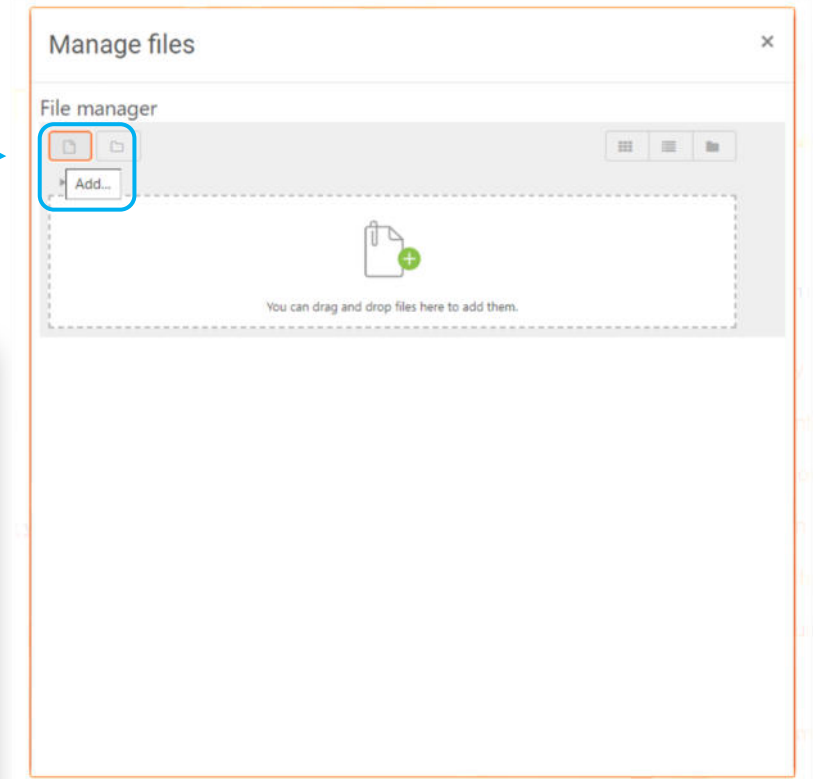 Manage files
×
File manager
Add...
You can drag and drop files here to add them.